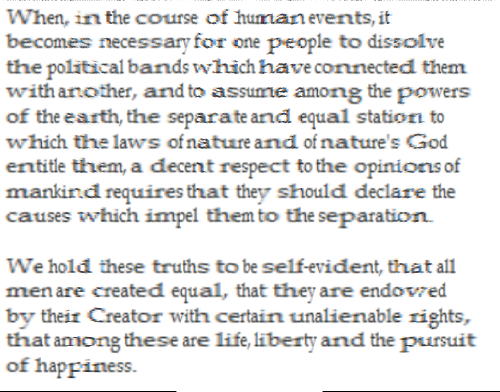 When, in the course of human events, it
becomes necessary for one people to dissolve
the political bands which have connected them
with another, and to assume among the powers
of the earth, the separate and equal station to
which the laws of nature and of nature's God
entitle them, a decent respect to the opinions of
mankind requires that they should declare the
causes which impel them to the separation.

We hold these truths to be self-evident, that all
men are created equal, that they are endowed
by their Creator with certain unalienable rights,
that among these are life, liberty and the pursuit
of happiness.